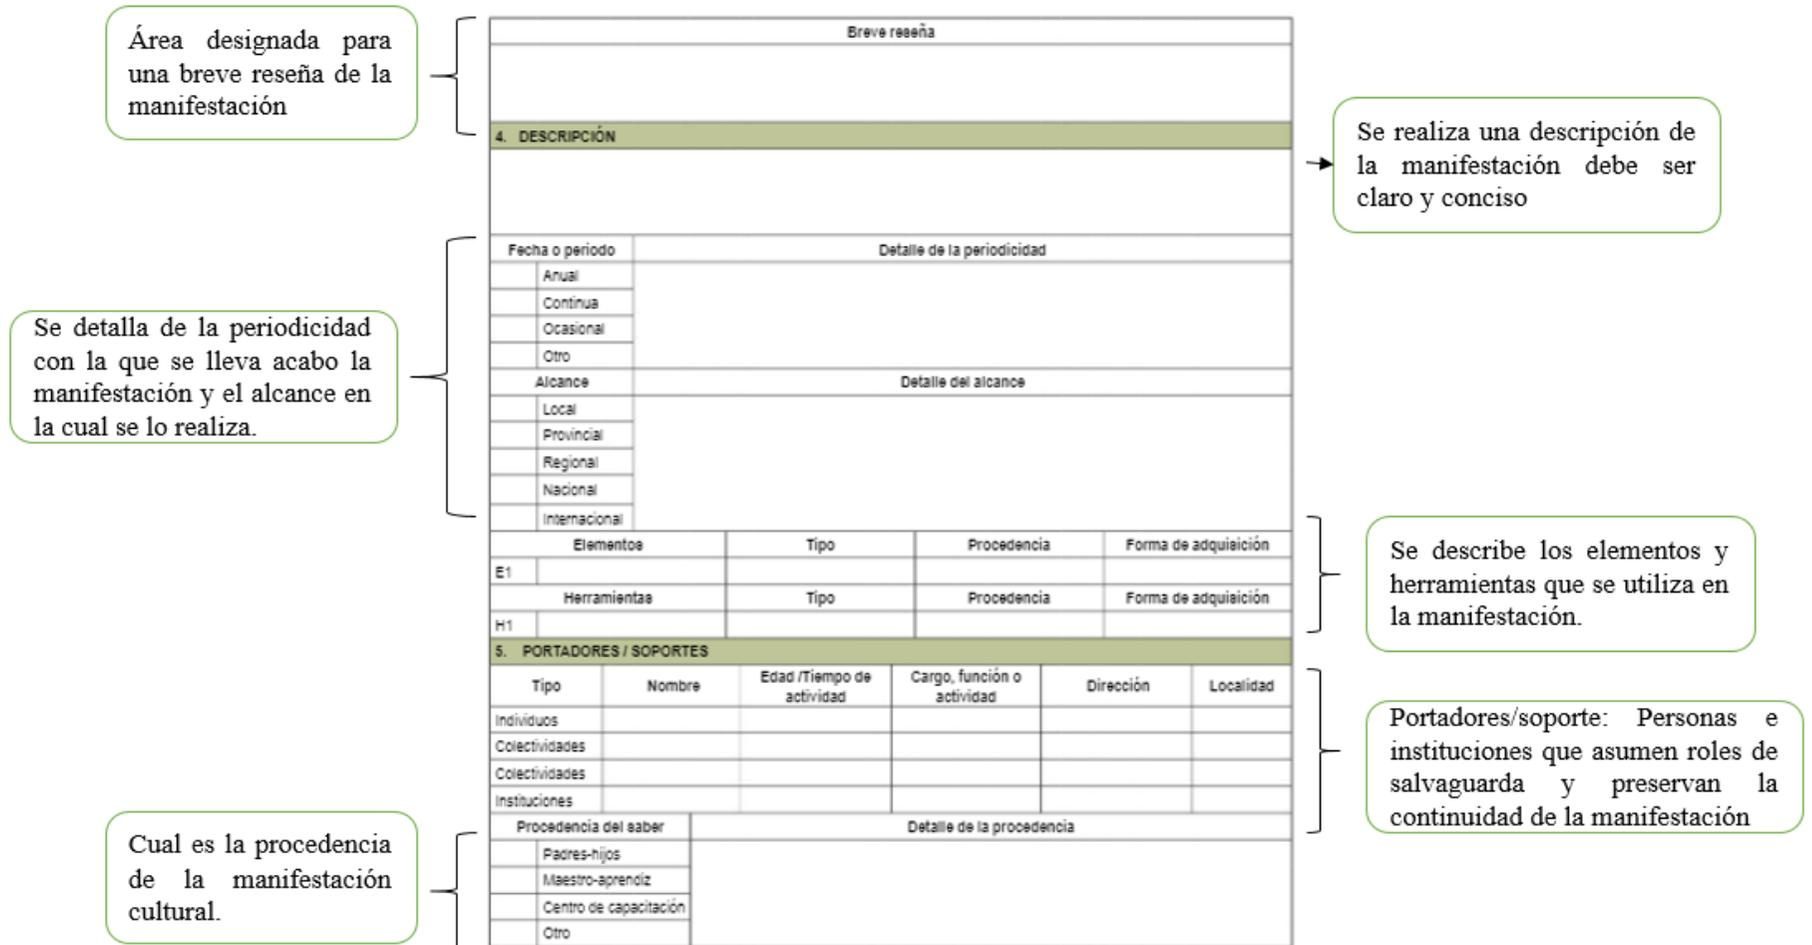 Área designada para
una breve reseña de la
manifestación
Breve reseña
4. DESCRIPCIÓN
Se realiza una descripción de
la manifestación debe ser
claro y conciso
Fecha o periodo Detalle de la periodicidad
Anual
Continua
Ocasional
Otro
Se detalla de la periodicidad
con la que se lleva acabo la
manifestación y el alcance en
la cual se lo realiza.
Alcance Detalle del alcance
Local
Provincial
Regional
Nacional
Internacional
Elementos Tipo Procedencia Forma de adquisición
E1
Herramientas Tipo Procedencia Forma de adquisición
H1
Se describe los elementos y
herramientas que se utiliza en
la manifestación.
5. PORTADORES / SOPORTES
Tipo Nombre Edad /Tiempo de actividad Cargo, función o actividad Dirección Localidad
Individuos
Colectividades
Colectividades
Instituciones
Portadores/soporte: Personas e
instituciones que asumen roles de
salvaguarda y preservan la
continuidad de la manifestación
Procedencia del saber Detalle de la procedencia
Padres-hijos
Maestro-aprendiz
Centro de capacitación
Otro
Cual es la procedencia
de la manifestación
cultural.